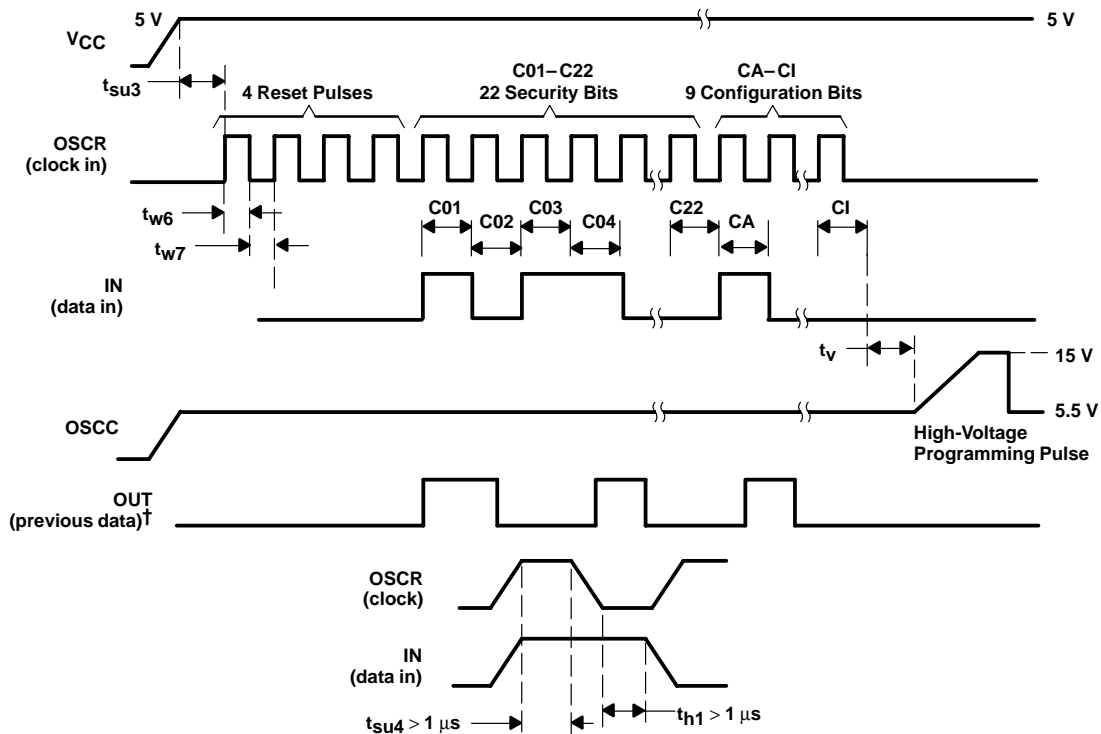 5 V
5 V
VCC
tsu3
4 Reset Pulses
C01–C22
22 Security Bits
CA–CI
9 Configuration Bits
OSCR
(clock in)
tw6
tw7
C01
C02
C03
C04
C22
CA
CI
IN
(data in)
tv
15 V
5.5 V
OSCC
High-Voltage
Programming Pulse
OUT
(previous data)†
OSCR
(clock)
IN
(data in)
tsu4 > 1 μs
th1 > 1 μs